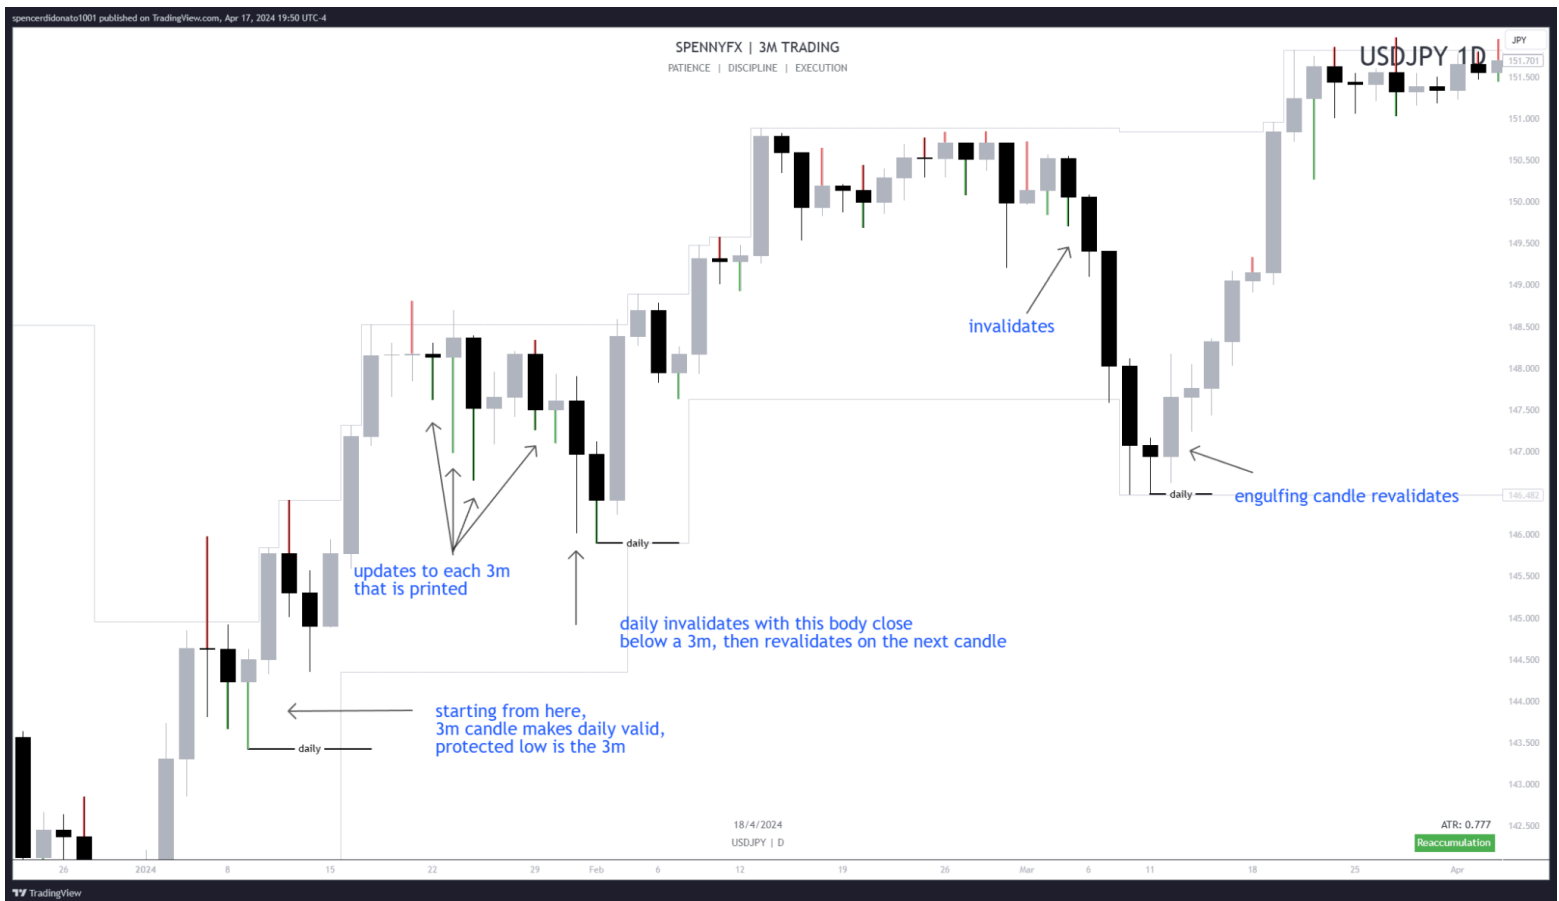 spencerdidonato1001 published on TradingView.com, Apr 17, 2024 19:50 UTC-4
SPENNYFX | 3M TRADING
PATIENCE | DISCIPLINE | EXECUTION
USDJPY 1D
JPY
151.701
151.500
151.000
150.500
150.000
149.500
149.000
148.500
148.000
147.500
147.000
146.482
146.000
145.500
145.000
144.500
144.000
143.500
143.000
142.500
invalidates
daily
engulfing candle revalidates
daily
updates to each 3m
that is printed
daily invalidates with this body close
below a 3m, then revalidates on the next candle
starting from here,
3m candle makes daily valid,
protected low is the 3m
daily
18/4/2024
USDJPY | D
ATR: 0.777
Reaccumulation
26 2024 8 15 22 29 Feb 6 12 19 26 Mar 6 11 18 25 Apr
TradingView